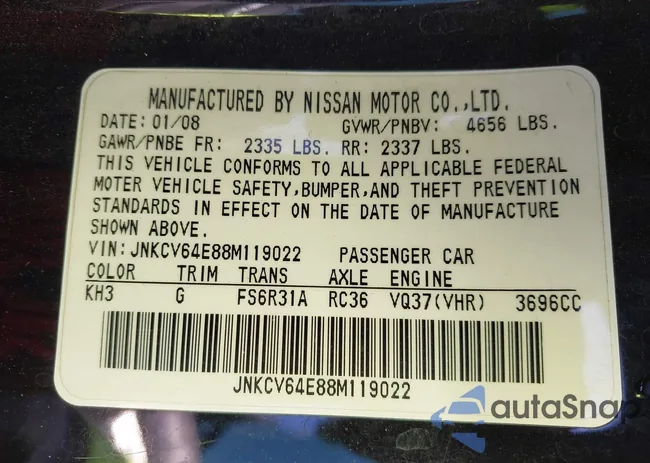 MANUFACTURED BY NISSAN MOTOR CO.,LTD.
DATE: 01/08 GVWR/PNBV: 4656 LBS.
GAWR/PNBE FR: 2335 LBS. RR: 2337 LBS.
THIS VEHICLE CONFORMS TO ALL APPLICABLE FEDERAL
MOTER VEHICLE SAFETY,BUMPER,AND THEFT PREVENTION
STANDARDS IN EFFECT ON THE DATE OF MANUFACTURE
SHOWN ABOVE.
VIN: JNKCV64E88M119022 PASSENGER CAR
COLOR TRIM TRANS AXLE ENGINE
KH3 G FS6R31A RC36 VQ37(VHR) 3696CC
JNKCV64E88M119022
autaSnap